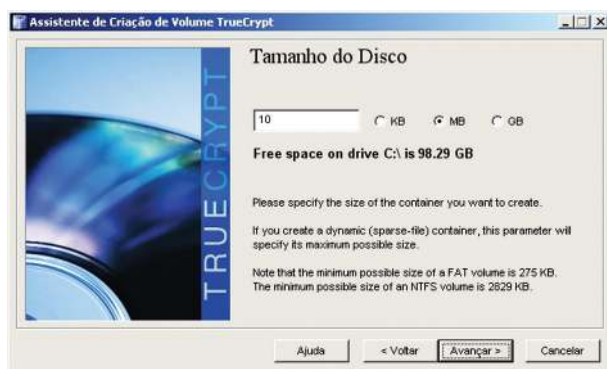 Assistente de Criação de Volume TrueCrypt
TRUECRYPT
Tamanho do Disco
10
KB
MB
GB
Free space on drive C:\ is 98.29 GB
Please specify the size of the container you want to create.
If you create a dynamic (sparse-file) container, this parameter will
specify its maximum possible size.
Note that the minimum possible size of a FAT volume is 275 KB.
The minimum possible size of an NTFS volume is 2829 KB.
Ajuda
< Voltar
Avançar >
Cancelar